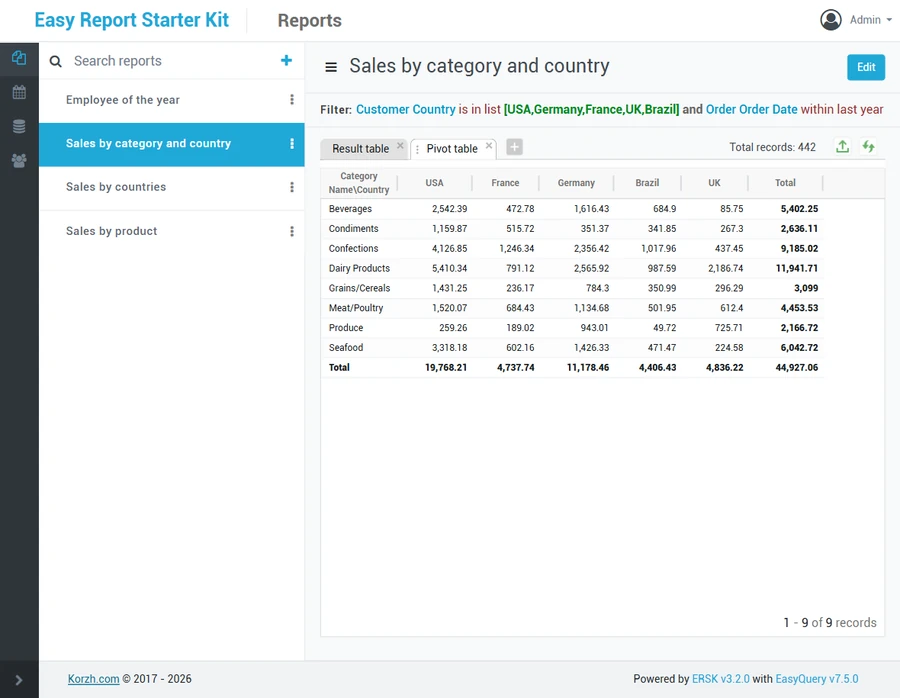 Easy Report Starter Kit Reports Admin
Search reports +
Employee of the year
Sales by category and country
Sales by countries
Sales by product
Sales by category and country Edit
Filter: Customer Country is in list [USA,Germany,France,UK,Brazil] and Order Order Date within last year
Result table × Pivot table × + Total records: 442
Category Name\Country USA France Germany Brazil UK Total
Beverages 2,542.39 472.78 1,616.43 684.9 85.75 5,402.25
Condiments 1,159.87 515.72 351.37 341.85 267.3 2,636.11
Confections 4,126.85 1,246.34 2,356.42 1,017.96 437.45 9,185.02
Dairy Products 5,410.34 791.12 2,565.92 987.59 2,186.74 11,941.71
Grains/Cereals 1,431.25 236.17 784.3 350.99 296.29 3,099
Meat/Poultry 1,520.07 684.43 1,134.68 501.95 612.4 4,453.53
Produce 259.26 189.02 943.01 49.72 725.71 2,166.72
Seafood 3,318.18 602.16 1,426.33 471.47 224.58 6,042.72
Total 19,768.21 4,737.74 11,178.46 4,406.43 4,836.22 44,927.06
1 - 9 of 9 records
Korzh.com © 2017 - 2026 Powered by ERSK v3.2.0 with EasyQuery v7.5.0